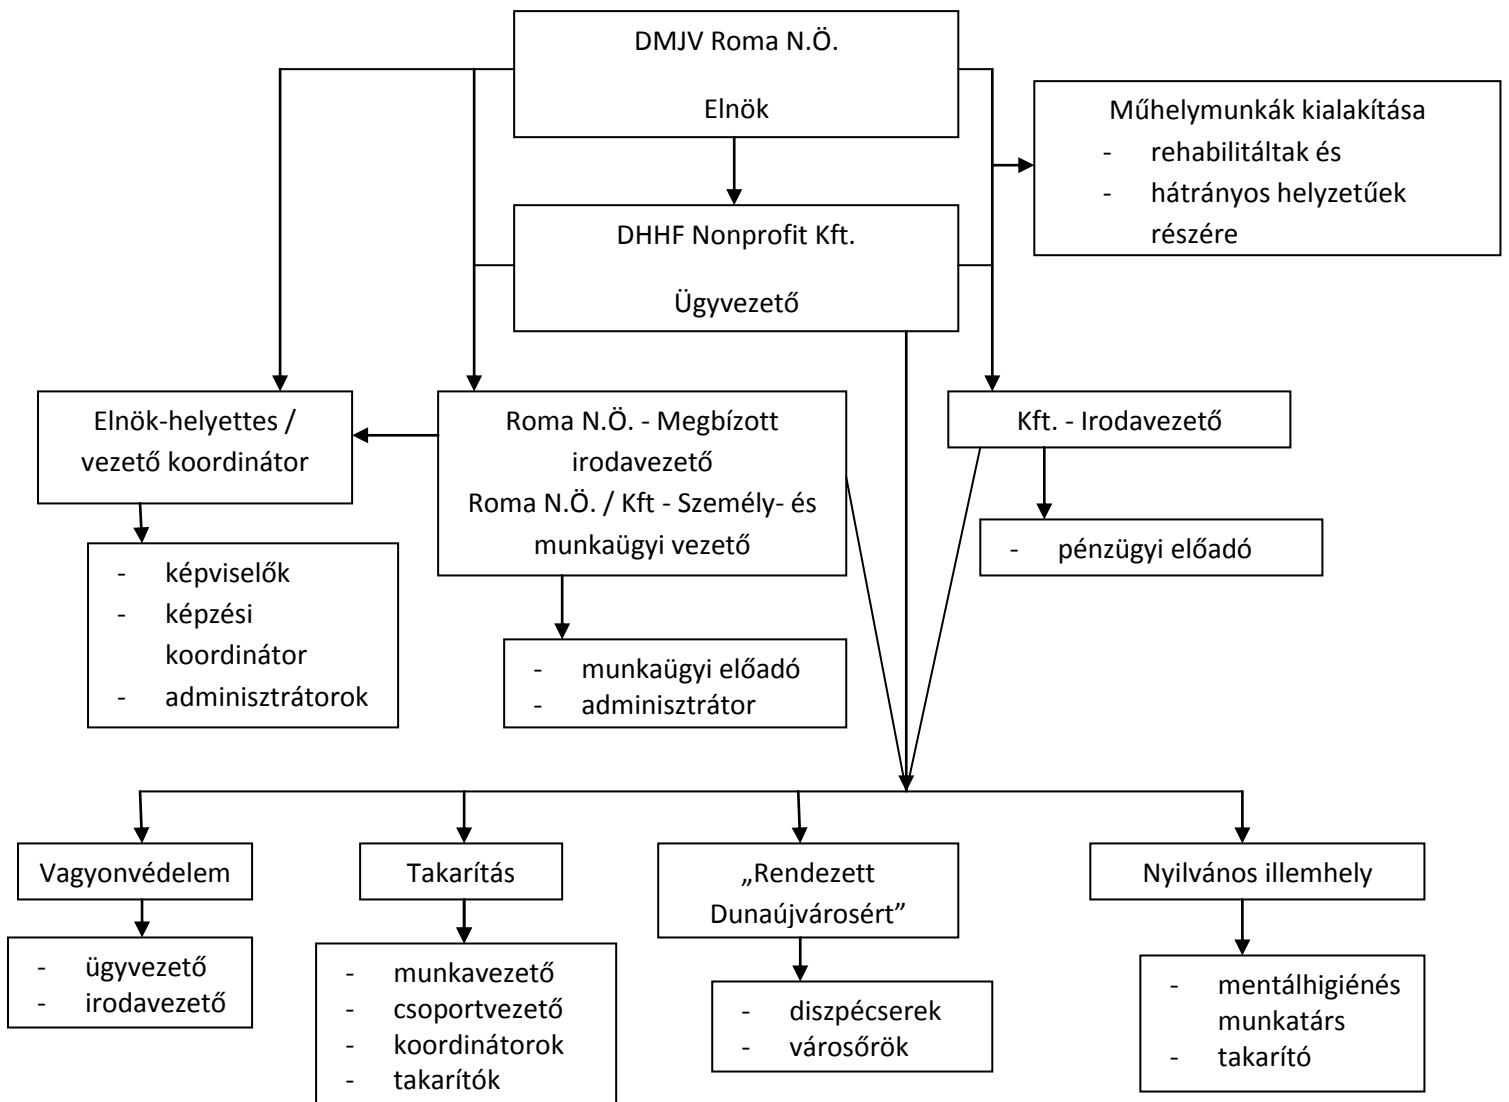 DMJV Roma N.Ö.
Elnök
Műhelymunkák kialakítása
- rehabilitáltak és
- hátrányos helyzetűek
részére
DHHF Nonprofit Kft.
Ügyvezető
Elnök-helyettes /
vezető koordinátor
Roma N.Ö. - Megbízott
irodavezető
Roma N.Ö. / Kft - Személy- és
munkaügyi vezető
Kft. - Irodavezető
- képviselők
- képzési
koordinátor
- adminisztrátorok
- munkaügyi előadó
- adminisztrátor
- pénzügyi előadó
Vagyonvédelem
Takarítás
„Rendezett
Dunaújvárosért”
Nyilvános illemhely
- ügyvezető
- irodavezető
- munkavezető
- csoportvezető
- koordinátorok
- takarítók
- diszpécserek
- városőrök
- mentálhigiénés
munkatárs
- takarító